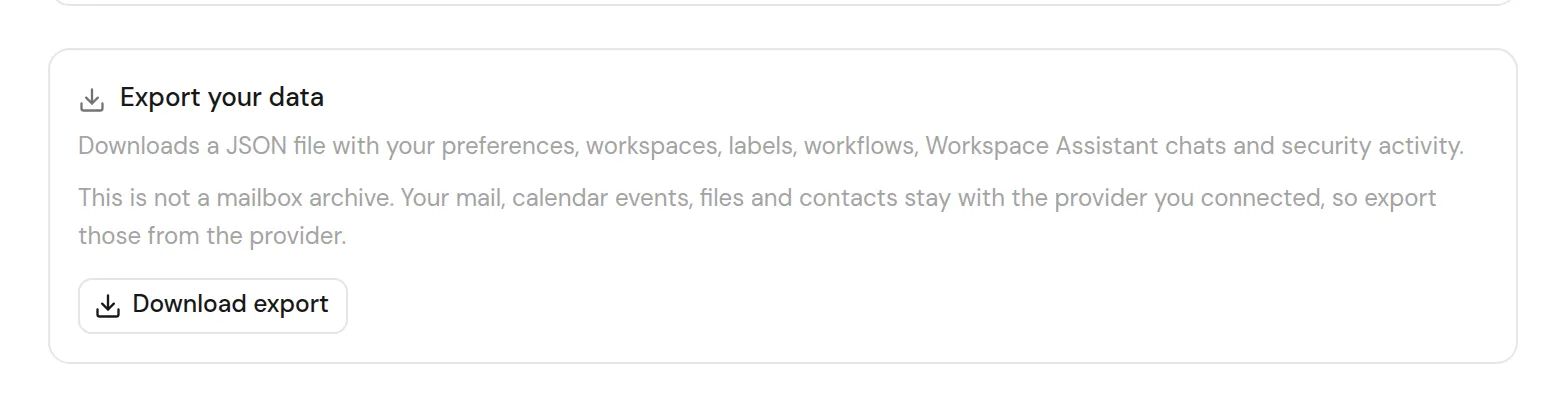 Export your data
Downloads a JSON file with your preferences, workspaces, labels, workflows, Workspace Assistant chats and security activity.
This is not a mailbox archive. Your mail, calendar events, files and contacts stay with the provider you connected, so export
those from the provider.
Download export